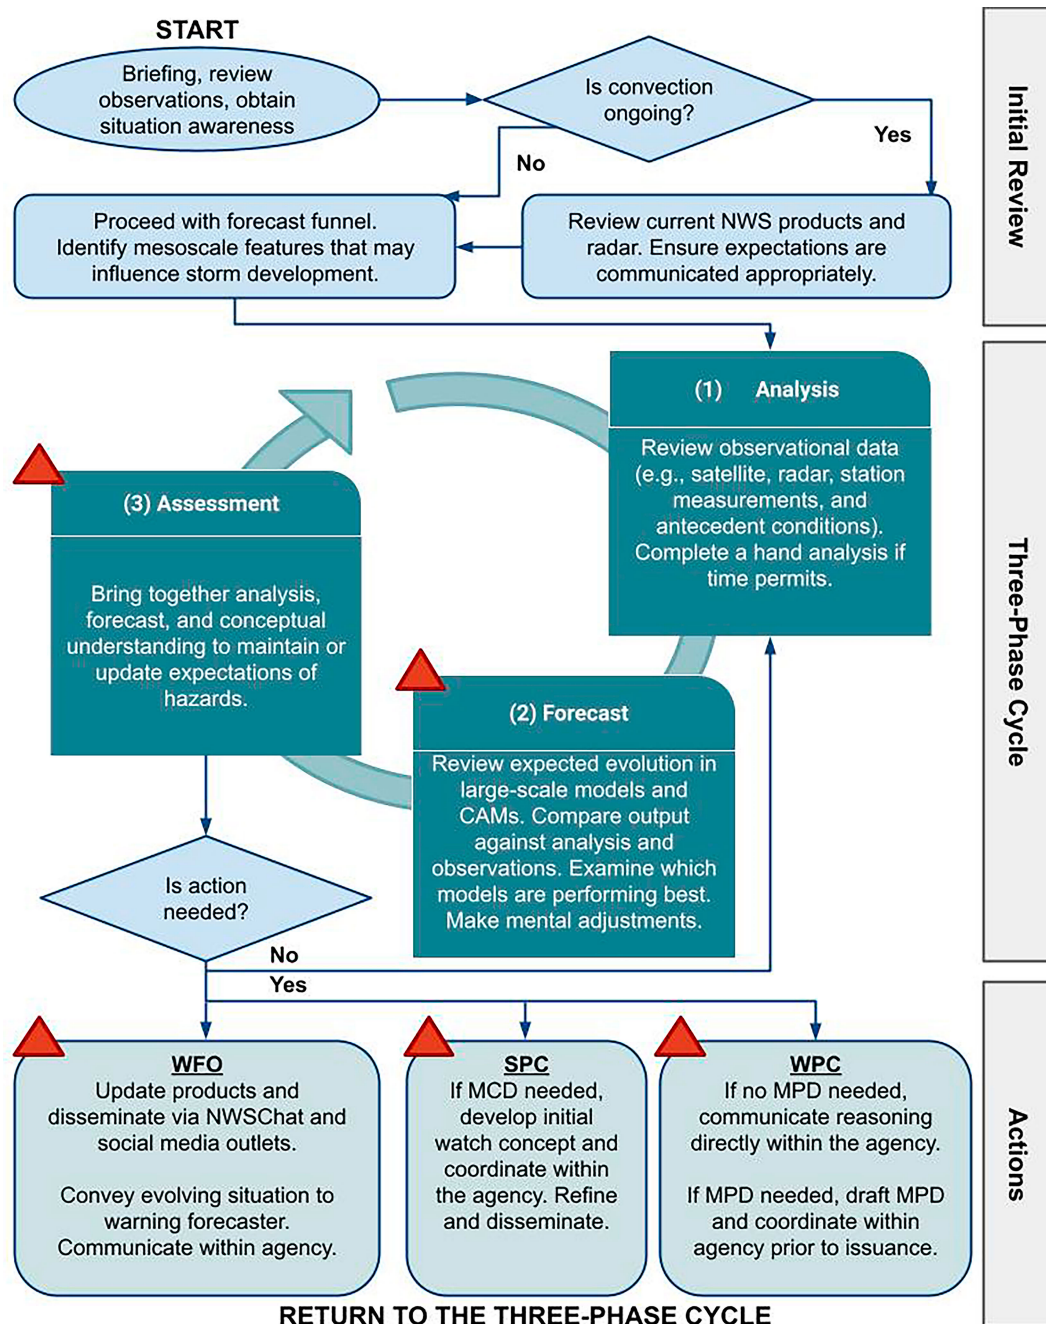 START
Briefing, review
observations, obtain
situation awareness
Is convection
ongoing?
Yes
No
Proceed with forecast funnel.
Identify mesoscale features that may
influence storm development.
Review current NWS products and
radar. Ensure expectations are
communicated appropriately.
Initial Review
(1) Analysis
Review observational data
(e.g., satellite, radar, station
measurements, and
antecedent conditions).
Complete a hand analysis if
time permits.
(3) Assessment
Bring together analysis,
forecast, and conceptual
understanding to maintain or
update expectations of
hazards.
(2) Forecast
Review expected evolution in
large-scale models and
CAMs. Compare output
against analysis and
observations. Examine which
models are performing best.
Make mental adjustments.
Three-Phase Cycle
Is action
needed?
No
Yes
WFO
Update products and
disseminate via NWSChat and
social media outlets.
Convey evolving situation to
warning forecaster.
Communicate within agency.
SPC
If MCD needed,
develop initial
watch concept and
coordinate within
the agency. Refine
and disseminate.
WPC
If no MPD needed,
communicate reasoning
directly within the agency.
If MPD needed, draft MPD
and coordinate within
agency prior to issuance.
Actions
RETURN TO THE THREE-PHASE CYCLE